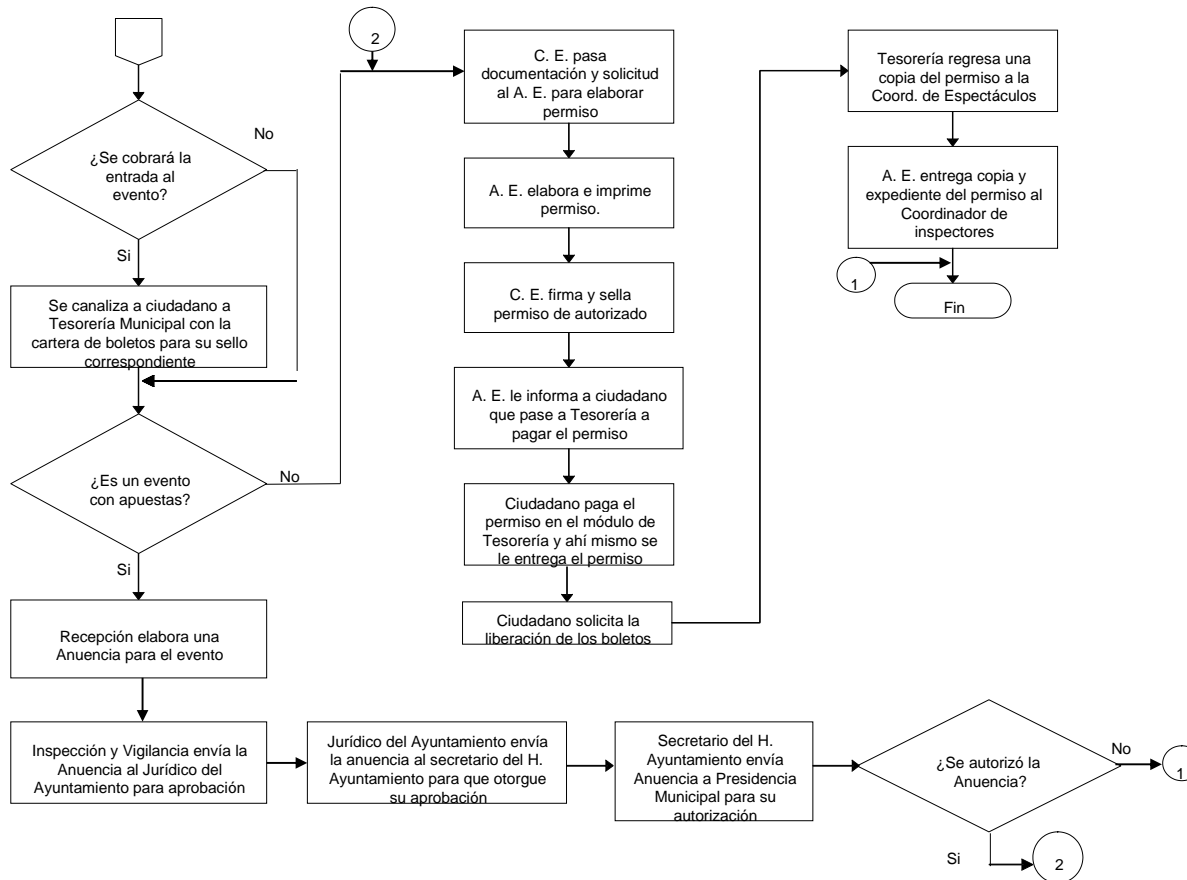 ¿Se cobrará la
entrada al
evento?
No
Si
Se canaliza a ciudadano a
Tesorería Municipal con la
cartera de boletos para su sello
correspondiente
¿Es un evento
con apuestas?
No
Si
Recepción elabora una
Anuencia para el evento
Inspección y Vigilancia envía la
Anuencia al Jurídico del
Ayuntamiento para aprobación
Jurídico del Ayuntamiento envía
la anuencia al secretario del H.
Ayuntamiento para que otorgue
su aprobación
Secretario del H.
Ayuntamiento envía
Anuencia a Presidencia
Municipal para su
autorización
¿Se autorizó la
Anuencia?
No
1
Si
2
2
C. E. pasa
documentación y solicitud
al A. E. para elaborar
permiso
A. E. elabora e imprime
permiso.
C. E. firma y sella
permiso de autorizado
A. E. le informa a ciudadano
que pase a Tesorería a
pagar el permiso
Ciudadano paga el
permiso en el módulo de
Tesorería y ahí mismo se
le entrega el permiso
Ciudadano solicita la
liberación de los boletos
Tesorería regresa una
copia del permiso a la
Coord. de Espectáculos
A. E. entrega copia y
expediente del permiso al
Coordinador de
inspectores
1
Fin